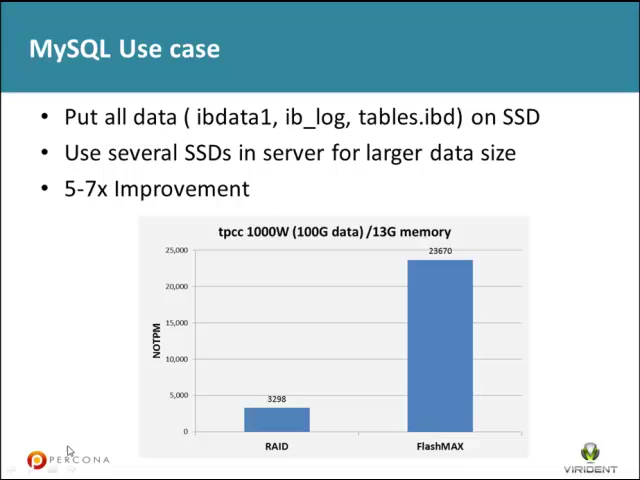 MySQL Use case
• Put all data ( ibdata1, ib_log, tables.ibd) on SSD
• Use several SSDs in server for larger data size
• 5-7x Improvement
tpcc 1000W (100G data) /13G memory
25,000
20,000
15,000
10,000
5,000
0
NOTPM
3298
23670
RAID
FlashMAX
PERCONA
VIRIDENT